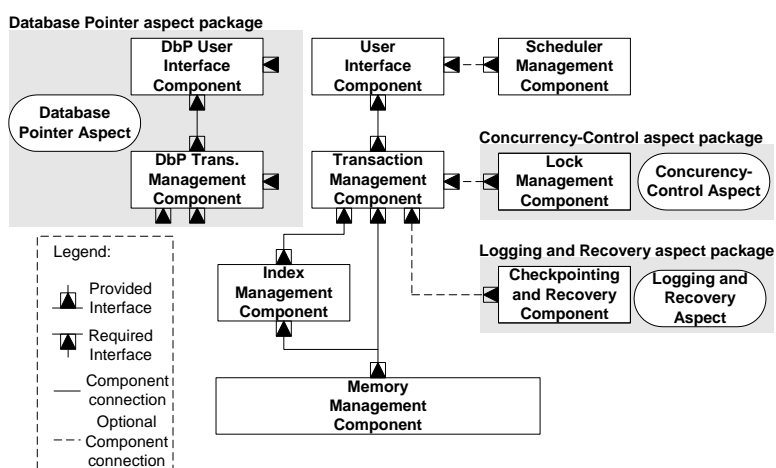 Database Pointer aspect package
DbP User
Interface
Component
User
Interface
Component
Scheduler
Management
Component
Database
Pointer Aspect
DbP Trans.
Management
Component
Transaction
Management
Component
Concurrency-Control aspect package
Lock
Management
Component
Concurency-
Control Aspect
Legend:
Provided
Interface
Required
Interface
Component
connection
Optional
Component
connection
Index
Management
Component
Logging and Recovery aspect package
Checkpointing
and Recovery
Component
Logging and
Recovery
Aspect
Memory
Management
Component